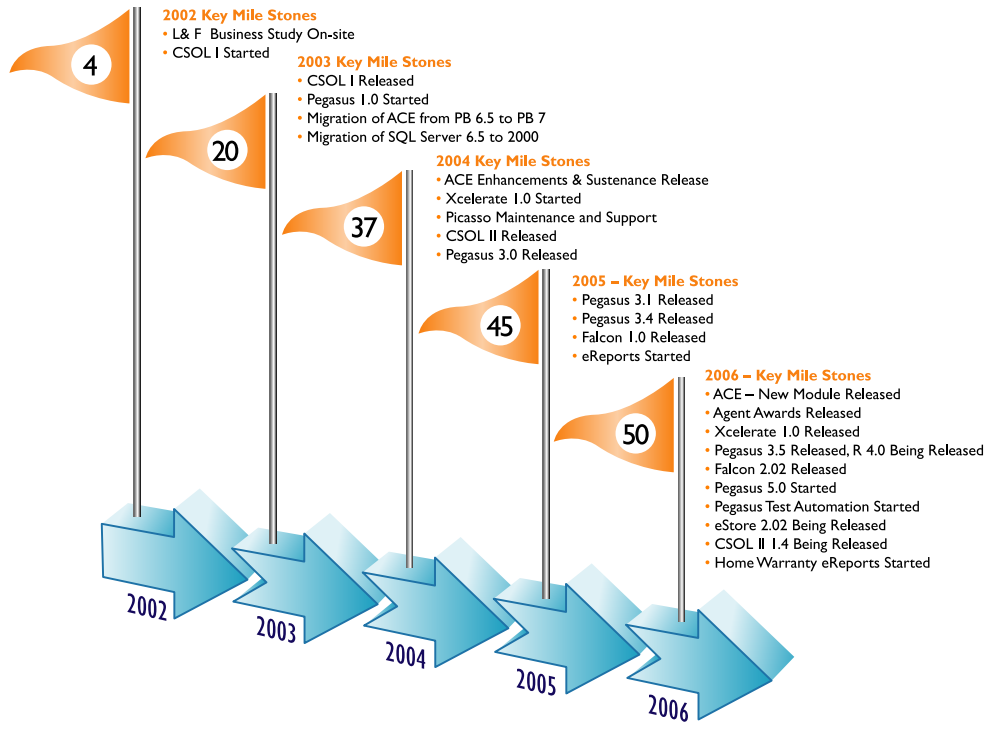 2002 Key Mile Stones
• L& F Business Study On-site
• CSOL I Started
4
2003 Key Mile Stones
• CSOL I Released
• Pegasus 1.0 Started
• Migration of ACE from PB 6.5 to PB 7
• Migration of SQL Server 6.5 to 2000
20
2004 Key Mile Stones
• ACE Enhancements & Sustenance Release
• Xcelerate 1.0 Started
• Picasso Maintenance and Support
• CSOL II Released
• Pegasus 3.0 Released
37
2005 – Key Mile Stones
• Pegasus 3.1 Released
• Pegasus 3.4 Released
• Falcon 1.0 Released
• eReports Started
45
2006 – Key Mile Stones
• ACE – New Module Released
• Agent Awards Released
• Xcelerate 1.0 Released
• Pegasus 3.5 Released, R 4.0 Being Released
• Falcon 2.02 Released
• Pegasus 5.0 Started
• Pegasus Test Automation Started
• eStore 2.02 Being Released
• CSOL II 1.4 Being Released
• Home Warranty eReports Started
50
2002
2003
2004
2005
2006